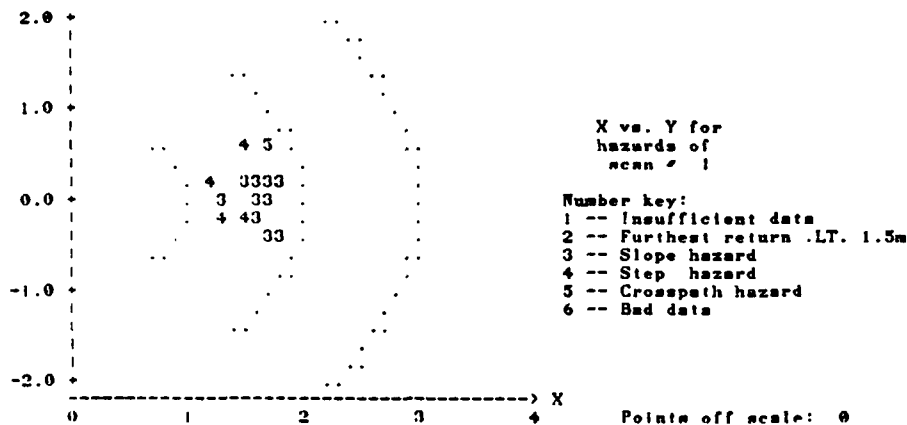 2.0
1.0
X vs. Y for
hazards of
scan # 1
4 5
4 3333
0.0
3 33
Number key:
4 43
1 -- Insufficient data
2 -- Furthest return .LT. 1.5m
33
3 -- Slope hazard
4 -- Step hazard
-1.0
5 -- Crosspath hazard
6 -- Bad data
-2.0
X
0 1 2 3 4
Points off scale: 0